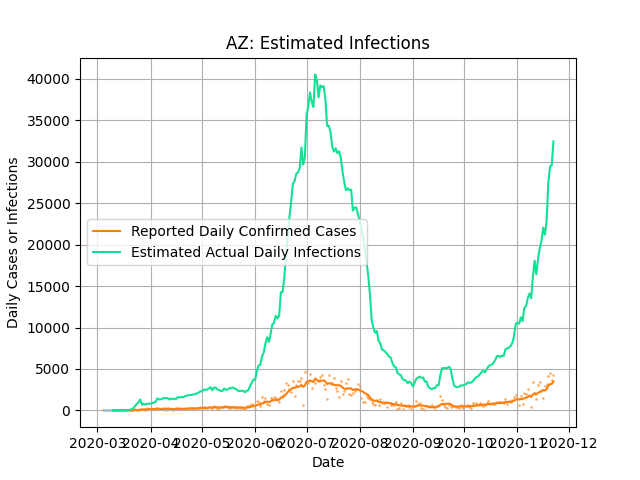 AZ: Estimated Infections
Daily Cases or Infections
40000
35000
30000
25000
20000
15000
10000
5000
0
Reported Daily Confirmed Cases
Estimated Actual Daily Infections
2020-03 2020-04 2020-05 2020-06 2020-07 2020-08 2020-09 2020-10 2020-11 2020-12
Date